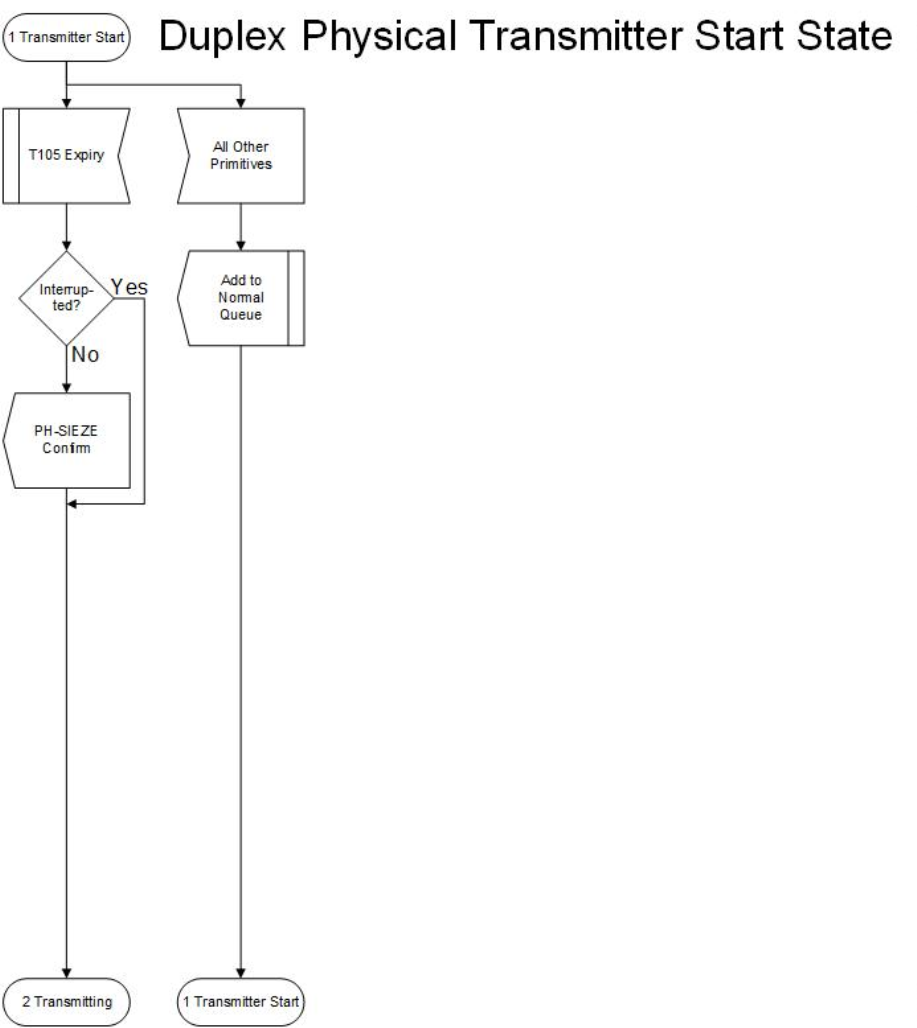 1 Transmitter Start
Duplex Physical Transmitter Start State
T105 Expiry
All Other
Primitives
Interrup-
ted?
Yes
Add to
Normal
Queue
No
PH-SIEZE
Confirm
2 Transmitting
1 Transmitter Start